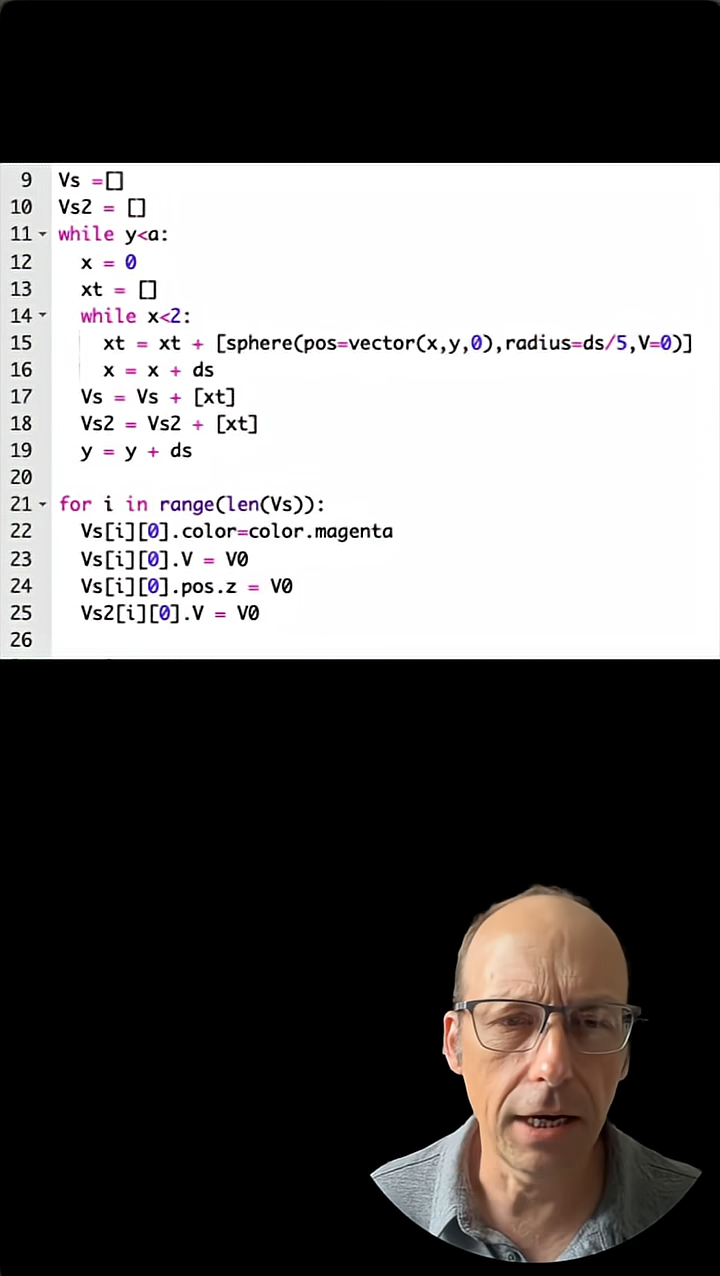 9 Vs =[]
10 Vs2 = []
11 while y<a:
12 x = 0
13 xt = []
14 while x<2:
15 xt = xt + [sphere(pos=vector(x,y,0),radius=ds/5,V=0)]
16 x = x + ds
17 Vs = Vs + [xt]
18 Vs2 = Vs2 + [xt]
19 y = y + ds
20
21 for i in range(len(Vs)):
22 Vs[i][0].color=color.magenta
23 Vs[i][0].V = V0
24 Vs[i][0].pos.z = V0
25 Vs2[i][0].V = V0
26